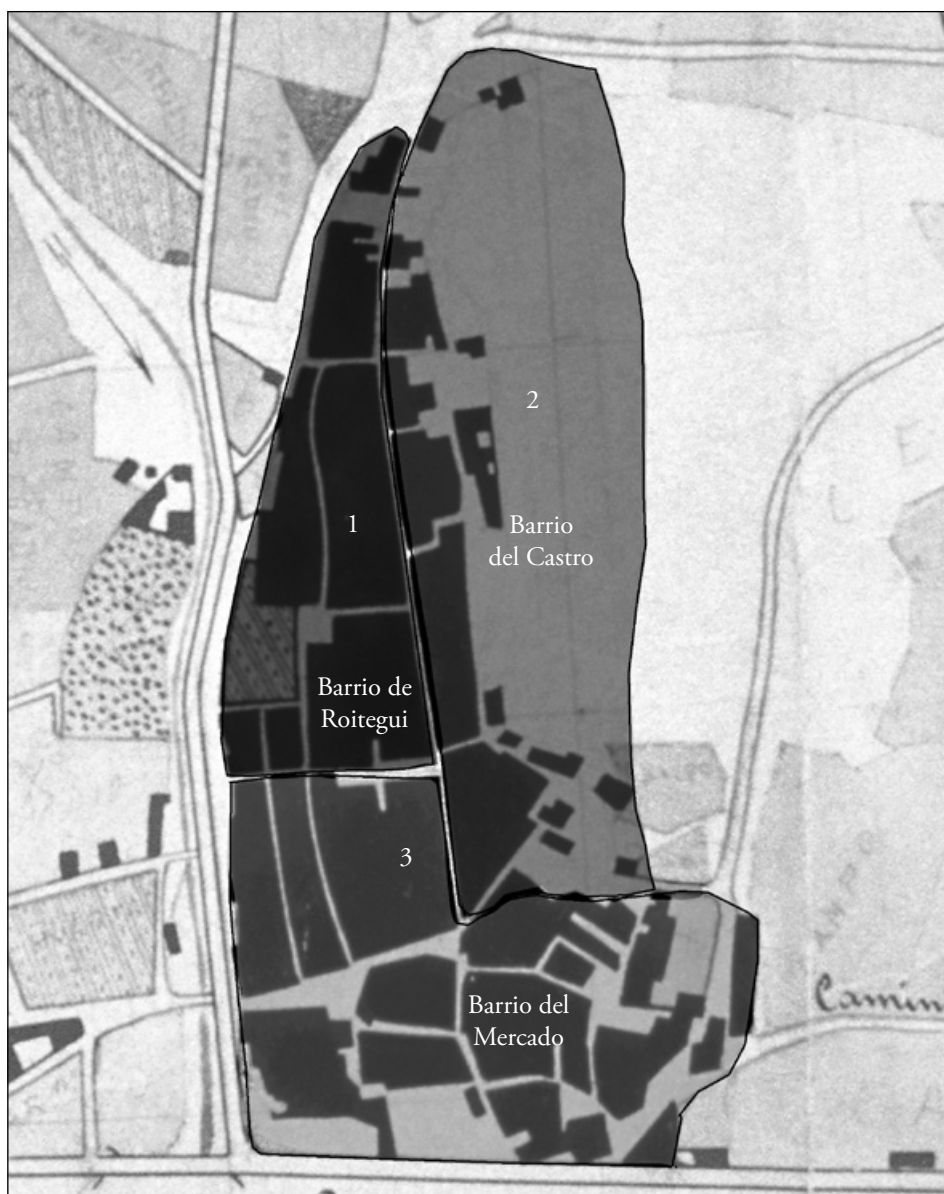 2
1
Barrio
del Castro
Barrio de
Roitegui
3
Barrio del
Mercado
Camin